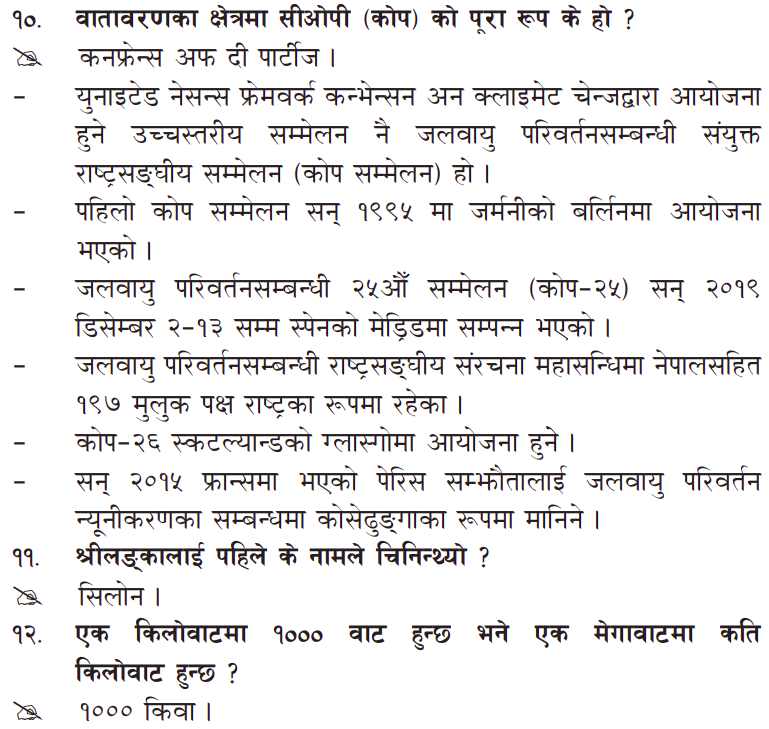 १०. वातावरणका क्षेत्रमा सीओपी (कोप) को पूरा रूप के हो ?
कनफ्रेन्स अफ दी पार्टीज ।
– युनाइटेड नेसन्स फ्रेमवर्क कन्भेन्सन अन क्लाइमेट चेन्जद्वारा आयोजना
हुने उच्चस्तरीय सम्मेलन नै जलवायु परिवर्तनसम्बन्धी संयुक्त
राष्ट्रसङ्घीय सम्मेलन (कोप सम्मेलन) हो ।
– पहिलो कोप सम्मेलन सन् १९९५ मा जर्मनीको बर्लिनमा आयोजना
भएको ।
– जलवायु परिवर्तनसम्बन्धी २५औँ सम्मेलन (कोप-२५) सन् २०१९
डिसेम्बर २-१३ सम्म स्पेनको मेड्रिडमा सम्पन्न भएको ।
– जलवायु परिवर्तनसम्बन्धी राष्ट्रसङ्घीय संरचना महासन्धिमा नेपालसहित
१९७ मुलुक पक्ष राष्ट्रका रूपमा रहेका ।
– कोप-२६ स्कटल्यान्डको ग्लास्गोमा आयोजना हुने ।
– सन् २०१५ फ्रान्समा भएको पेरिस सम्झौतालाई जलवायु परिवर्तन
न्यूनीकरणका सम्बन्धमा कोसेढुङ्गाका रूपमा मानिने ।
११. श्रीलङ्कालाई पहिले के नामले चिनिन्थ्यो ?
सिलोन ।
१२. एक किलोवाटमा १००० वाट हुन्छ भने एक मेगावाटमा कति
किलोवाट हुन्छ ?
१००० किवा ।